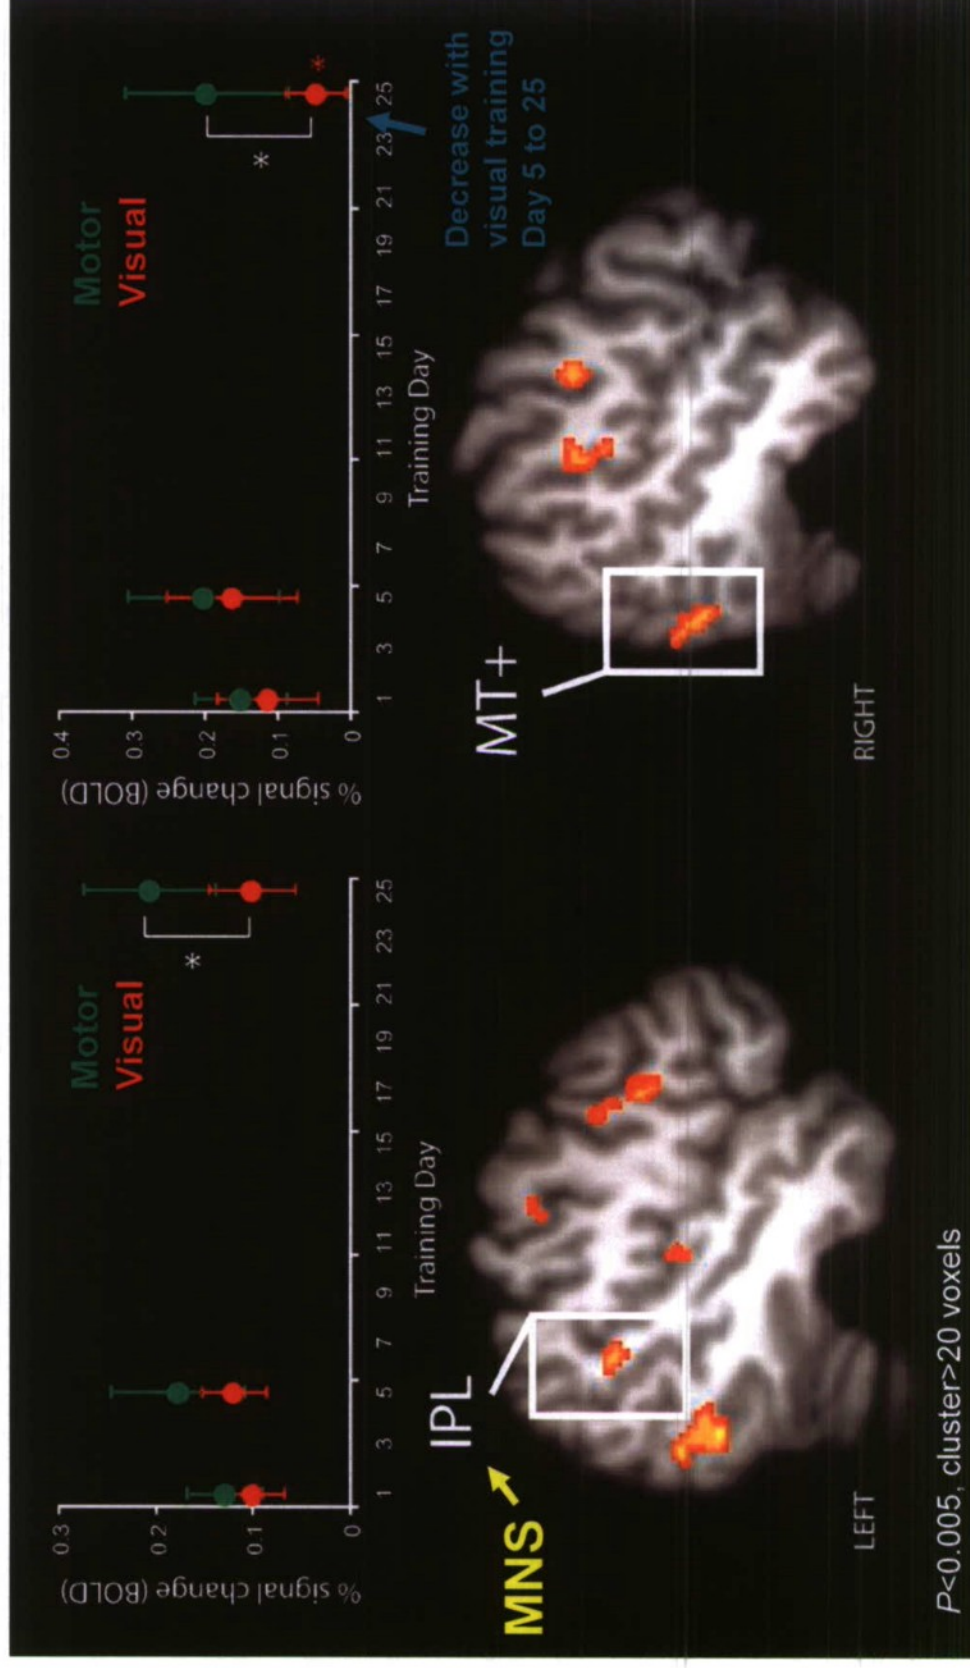 Motor
Visual
% signal change (BOLD)
0.3
0.2
0.1
0
*
1 3 5 7 9 11 13 15 17 19 21 23 25
Training Day
Motor
Visual
% signal change (BOLD)
0.4
0.3
0.2
0.1
0
*
*
1 3 5 7 9 11 13 15 17 19 21 23 25
Training Day
Decrease with
visual training
Day 5 to 25
MNS
IPL
MT+
LEFT
RIGHT
P<0.005, cluster>20 voxels